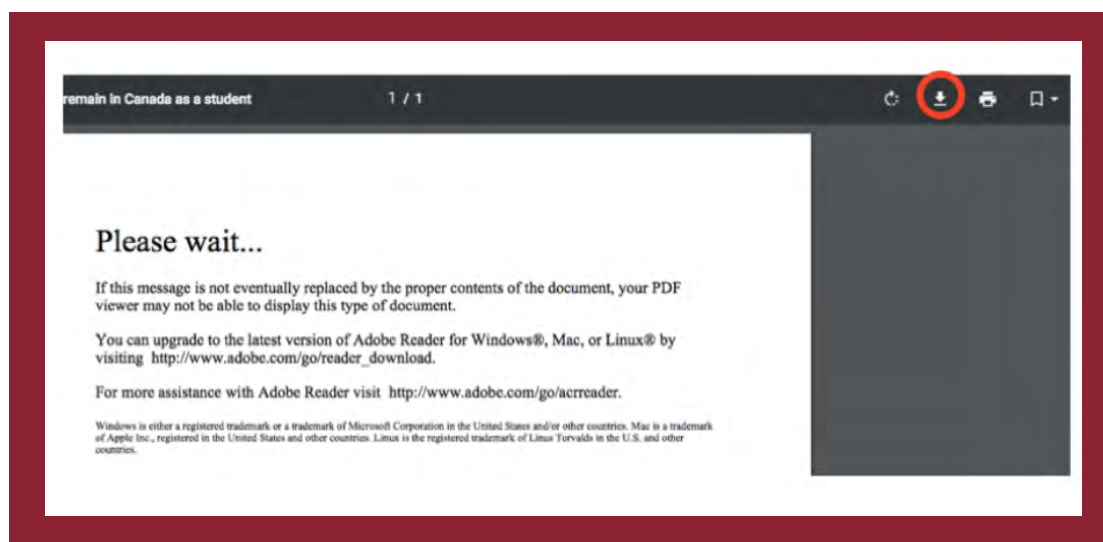 remain in Canada as a student 1 / 1
Please wait...
If this message is not eventually replaced by the proper contents of the document, your PDF
viewer may not be able to display this type of document.
You can upgrade to the latest version of Adobe Reader for Windows®, Mac, or Linux® by
visiting http://www.adobe.com/go/reader_download.
For more assistance with Adobe Reader visit http://www.adobe.com/go/acrreader.
Windows is either a registered trademark or a trademark of Microsoft Corporation in the United States and/or other countries. Mac is a trademark
of Apple Inc., registered in the United States and other countries. Linux is the registered trademark of Linus Torvalds in the U.S. and other
countries.